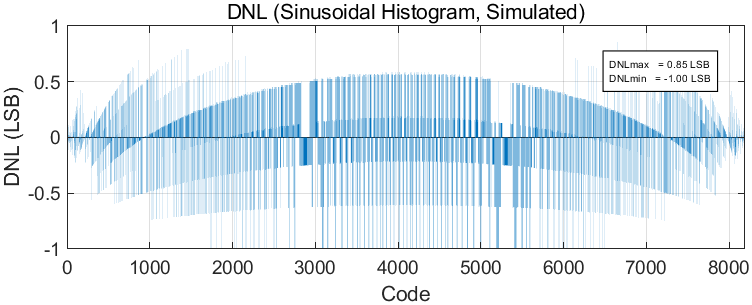 DNL (Sinusoidal Histogram, Simulated)
1
DNLmax = 0.85 LSB
DNLmin = -1.00 LSB
0.5
0
-0.5
-1
DNL (LSB)
0 1000 2000 3000 4000 5000 6000 7000 8000
Code